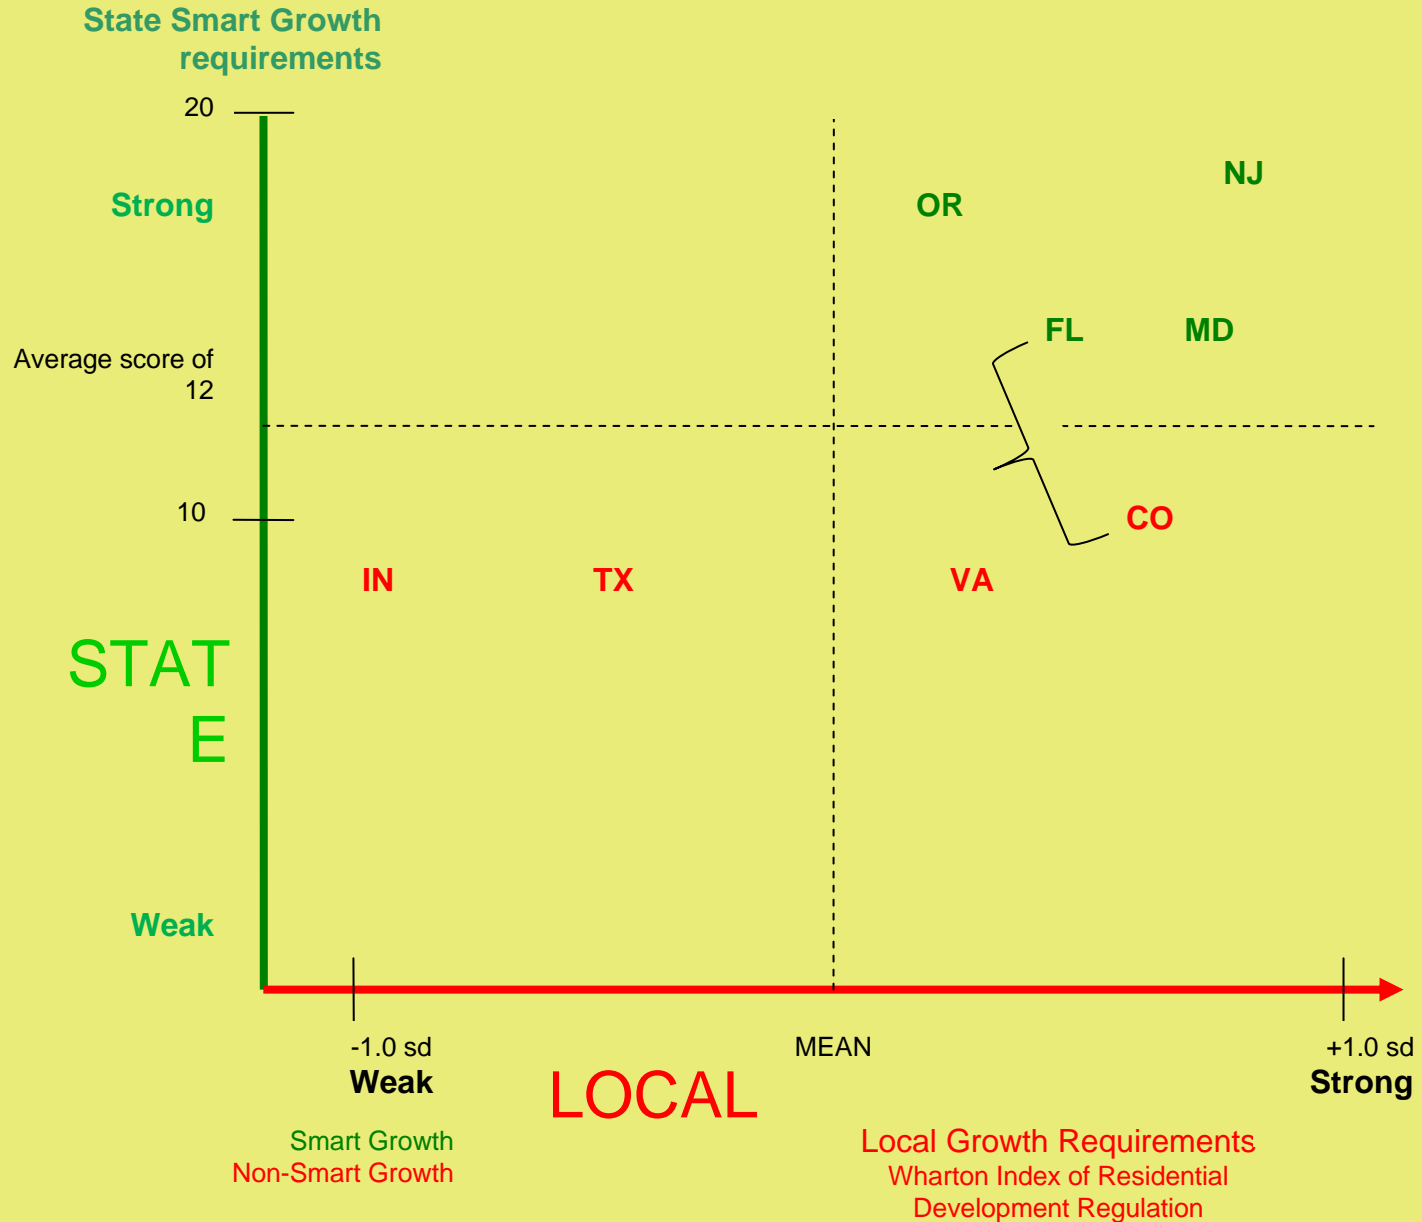 State Smart Growth
requirements
20
Strong
NJ
OR
FL
MD
Average score of
12
10
CO
IN
TX
VA
STAT
E
Weak
-1.0 sd
Weak
MEAN
+1.0 sd
Strong
LOCAL
Smart Growth
Non-Smart Growth
Local Growth Requirements
Wharton Index of Residential
Development Regulation